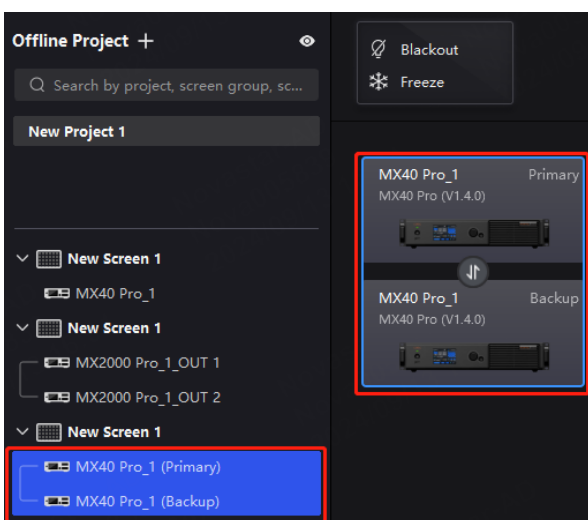 Offline Project +
Search by project, screen group, sc...
New Project 1
New Screen 1
MX40 Pro_1
New Screen 1
MX2000 Pro_1_OUT 1
MX2000 Pro_1_OUT 2
New Screen 1
MX40 Pro_1 (Primary)
MX40 Pro_1 (Backup)
Blackout
Freeze
MX40 Pro_1 Primary
MX40 Pro (V1.4.0)
MX40 Pro_1 Backup
MX40 Pro (V1.4.0)